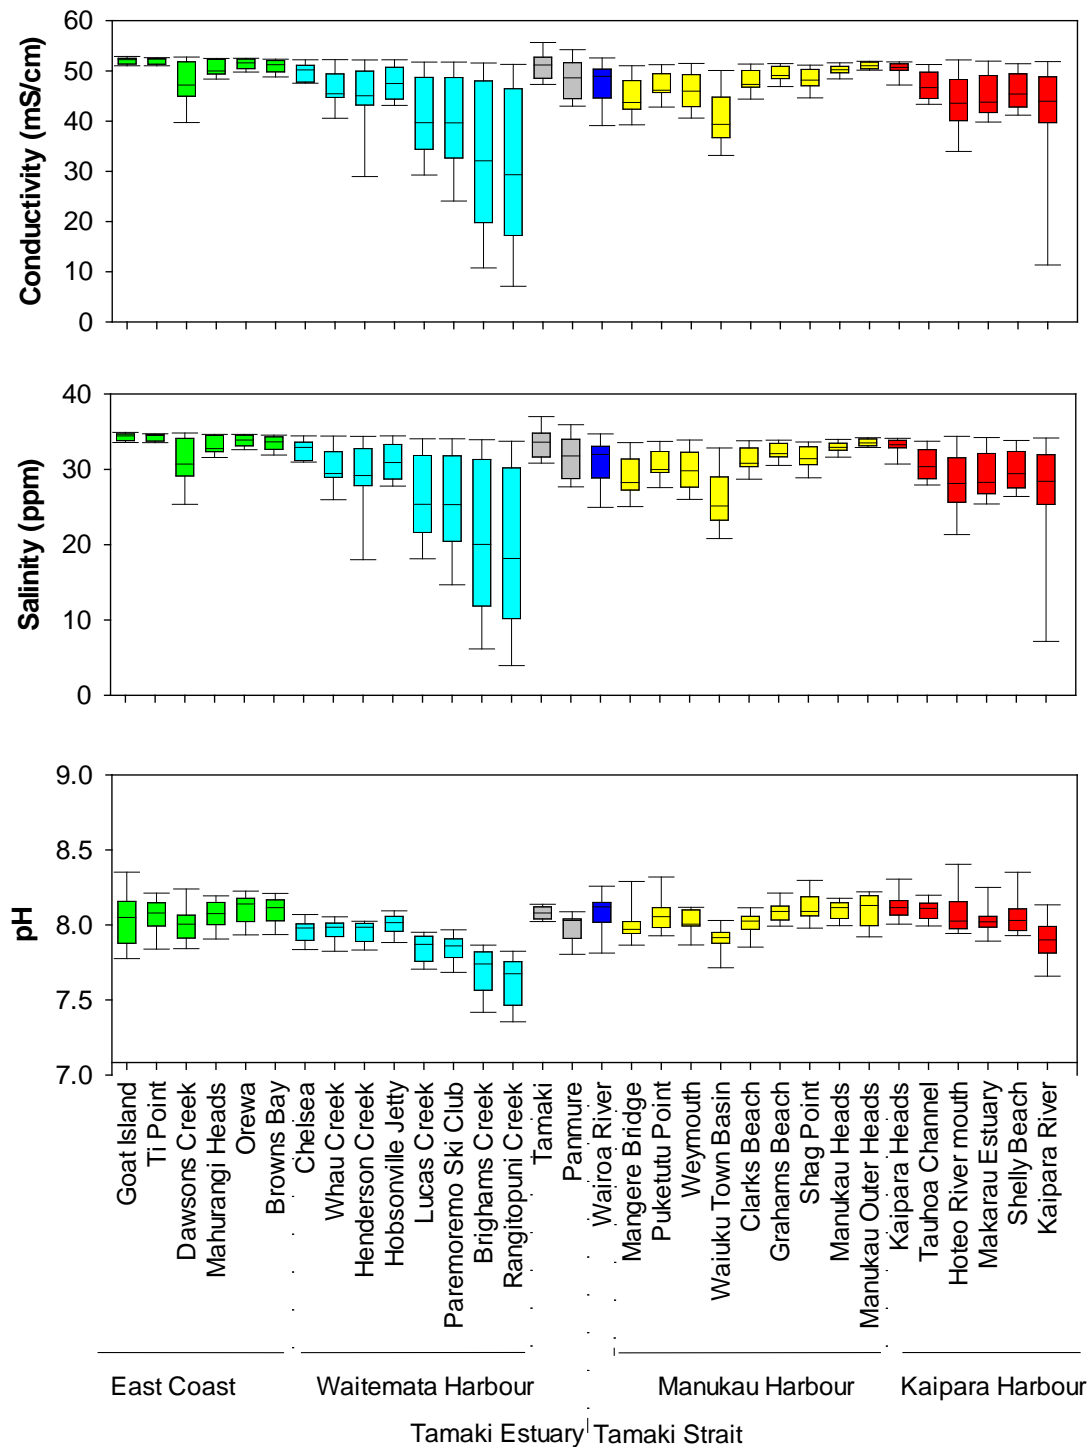 60
50
40
30
20
10
0
Conductivity (mS/cm)
40
30
20
10
0
Salinity (ppm)
9.0
8.5
8.0
7.5
7.0
pH
Goat Island
Ti Point
Dawsons Creek
Mahurangi Heads
Orewa
Browns Bay
Chelsea
Whau Creek
Henderson Creek
Hobsonville Jetty
Lucas Creek
Paremoremo Ski Club
Brighams Creek
Rangitopuni Creek
Tamaki
Panmure
Wairoa River
Mangere Bridge
Puketutu Point
Weymouth
Waiuku Town Basin
Clarks Beach
Grahams Beach
Shag Point
Manukau Heads
Manukau Outer Heads
Kaipara Heads
Tauhoa Channel
Hoteo River mouth
Makarau Estuary
Shelly Beach
Kaipara River
East Coast
Waitemata Harbour
Manukau Harbour
Kaipara Harbour
Tamaki Estuary
Tamaki Strait